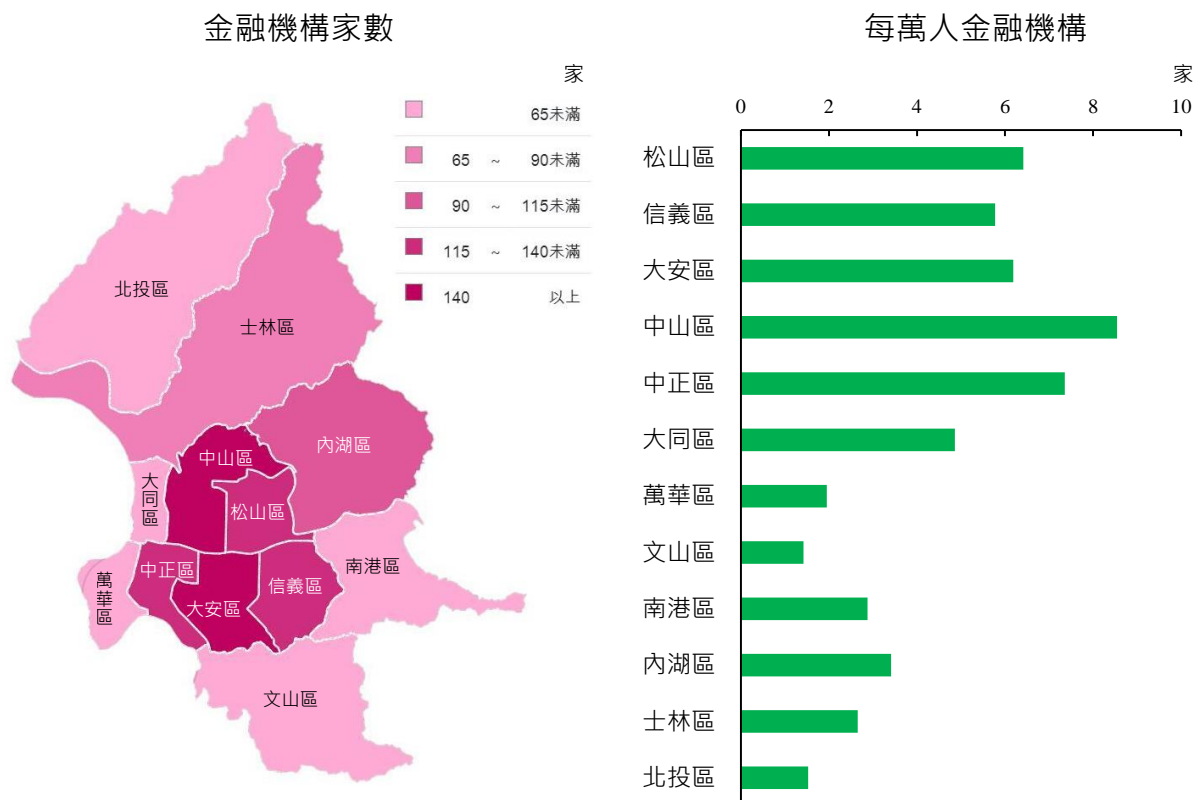 金融機構家數
家
65未滿
65 ~ 90未滿
90 ~ 115未滿
115 ~ 140未滿
140 以上
北投區
士林區
內湖區
中山區
大同區
松山區
南港區
中正區
信義區
萬華區
大安區
文山區
每萬人金融機構
家
0 2 4 6 8 10
松山區
信義區
大安區
中山區
中正區
大同區
萬華區
文山區
南港區
內湖區
士林區
北投區